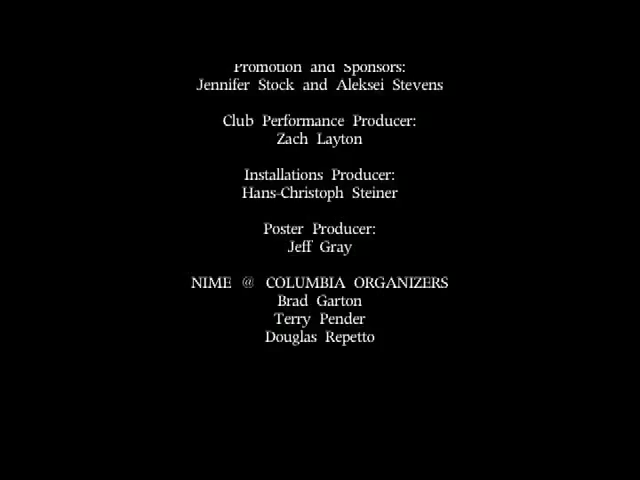 Promotion and Sponsors:
Jennifer Stock and Aleksei Stevens
Club Performance Producer:
Zach Layton
Installations Producer:
Hans-Christoph Steiner
Poster Producer:
Jeff Gray
NIME @ COLUMBIA ORGANIZERS
Brad Garton
Terry Pender
Douglas Repetto